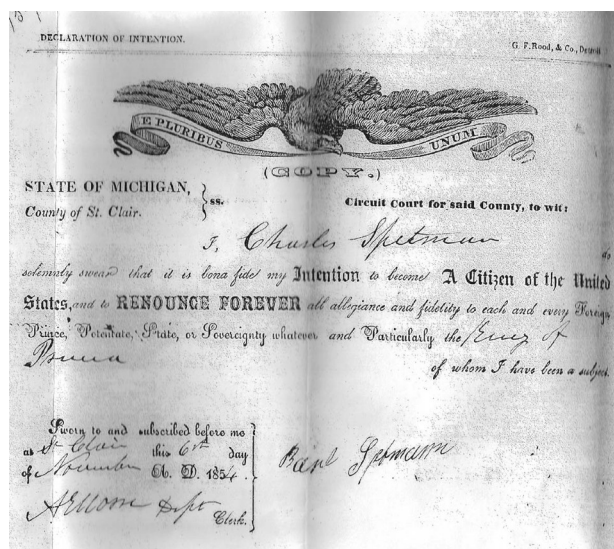 DECLARATION OF INTENTION.
G. F. Rood, & Co., Detroit
E PLURIBUS UNUM
(COPY.)
STATE OF MICHIGAN,
County of St. Clair.
ss.
Circuit Court for said County, to wit:
I, Charles Spetman do
solemnly swear that it is bona fide my Intention to become A Citizen of the United
States, and to RENOUNCE FOREVER all allegiance and fidelity to each and every Foreign
Prince, Potentate, State, or Sovereignty whatever and Particularly the King of
of whom I have been a subject.
Sworn to and subscribed before me
at St Clair this 6 day
of November A. D. 1854.
Dept Clerk.